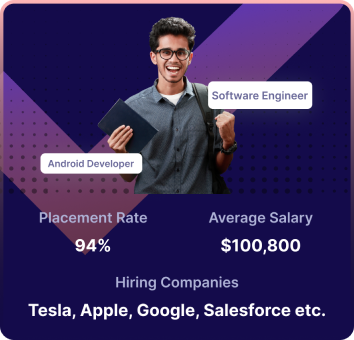 Software Engineer
Android Developer
Placement Rate
Average Salary
94%
$100,800
Hiring Companies
Tesla, Apple, Google, Salesforce etc.